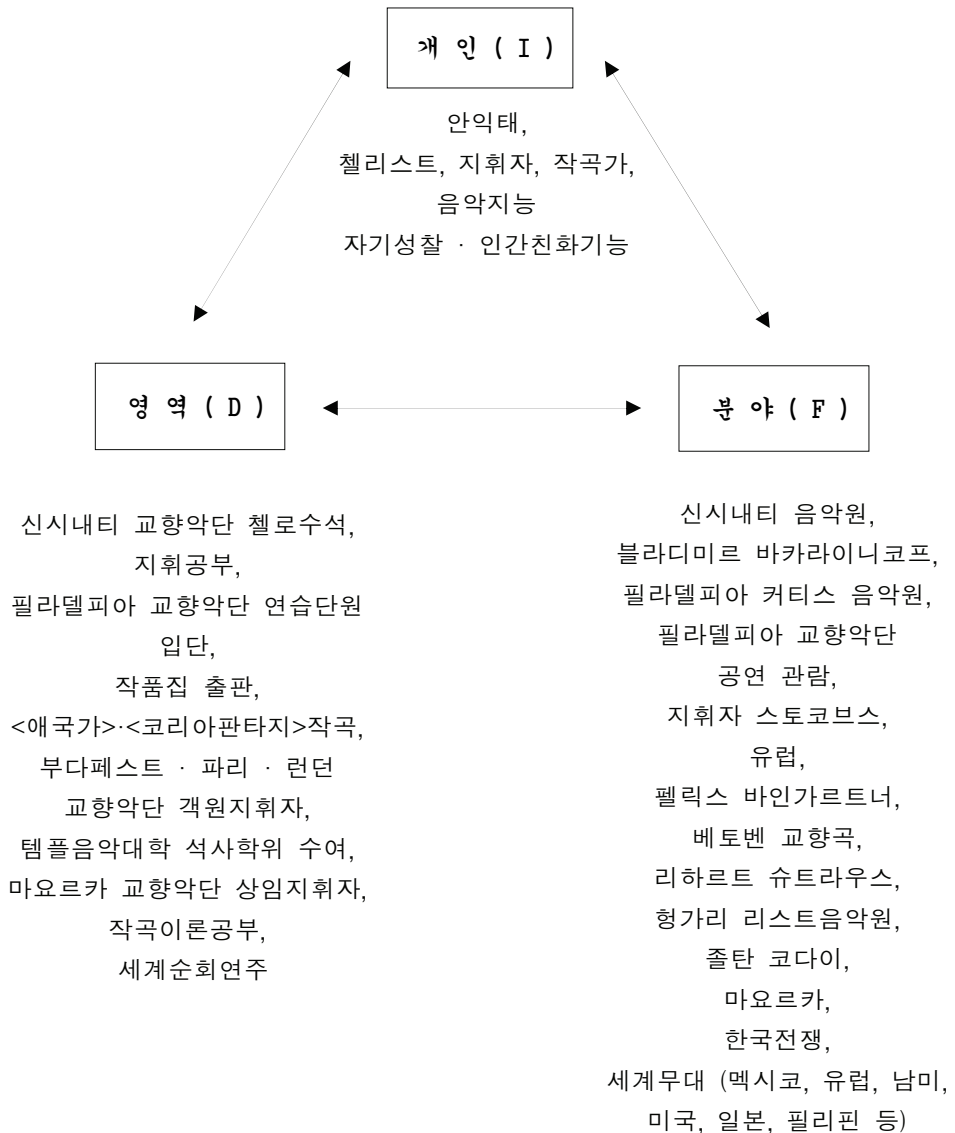 개 인 ( I )
안익태,
첼리스트, 지휘자, 작곡가,
음악지능
자기성찰 · 인간친화기능
영 역 ( D )
신시내티 교향악단 첼로수석,
지휘공부,
필라델피아 교향악단 연습단원
입단,
작품집 출판,
<애국가>·<코리아판타지>작곡,
부다페스트 · 파리 · 런던
교향악단 객원지휘자,
템플음악대학 석사학위 수여,
마요르카 교향악단 상임지휘자,
작곡이론공부,
세계순회연주
분 야 ( F )
신시내티 음악원,
블라디미르 바카라이니코프,
필라델피아 커티스 음악원,
필라델피아 교향악단
공연 관람,
지휘자 스토코브스,
유럽,
펠릭스 바인가르트너,
베토벤 교향곡,
리하르트 슈트라우스,
헝가리 리스트음악원,
졸탄 코다이,
마요르카,
한국전쟁,
세계무대 (멕시코, 유럽, 남미,
미국, 일본, 필리핀 등)